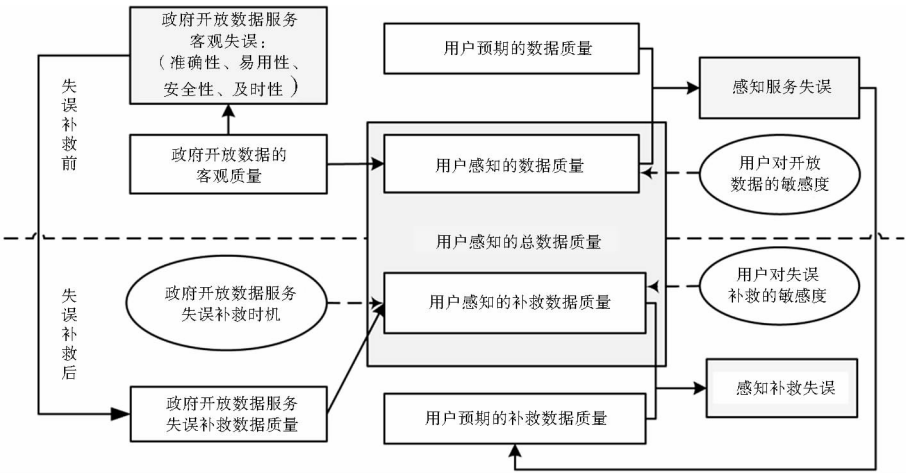 政府开放数据服务
客观失误：
（准确性、易用性、
安全性、及时性）
用户预期的数据质量
感知服务失误
失误补救前
政府开放数据的
客观质量
用户感知的数据质量
用户对开放
数据的敏感度
用户感知的总数据质量
失误补救后
政府开放数据服务
失误补救时机
用户感知的补救数据质量
用户对失误
补救的敏感度
政府开放数据服务
失误补救数据质量
用户预期的补救数据质量
感知补救失误